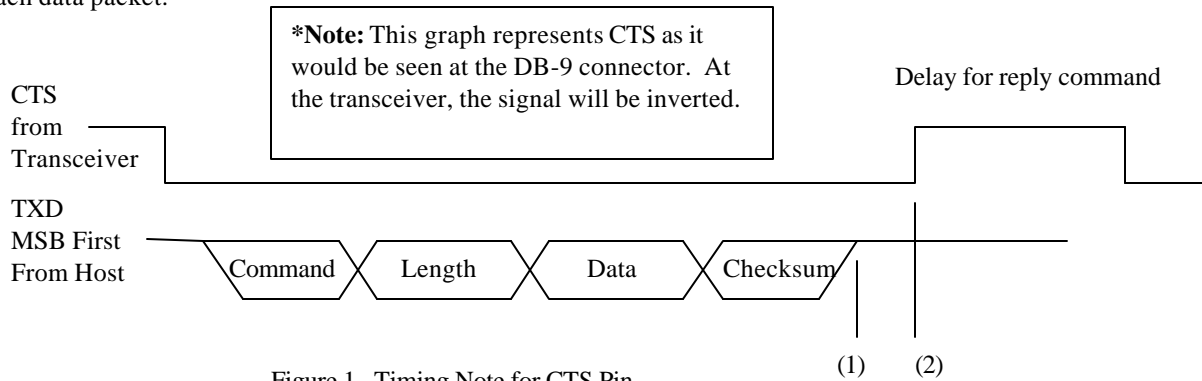 data packet.
*Note: This graph represents CTS as it
would be seen at the DB-9 connector. At
the transceiver, the signal will be inverted.
Delay for reply command
CTS
from
Transceiver
TXD
MSB First
From Host
Command
Length
Data
Checksum
(1)
(2)
Figure 1. Timing Note for CTS Pin